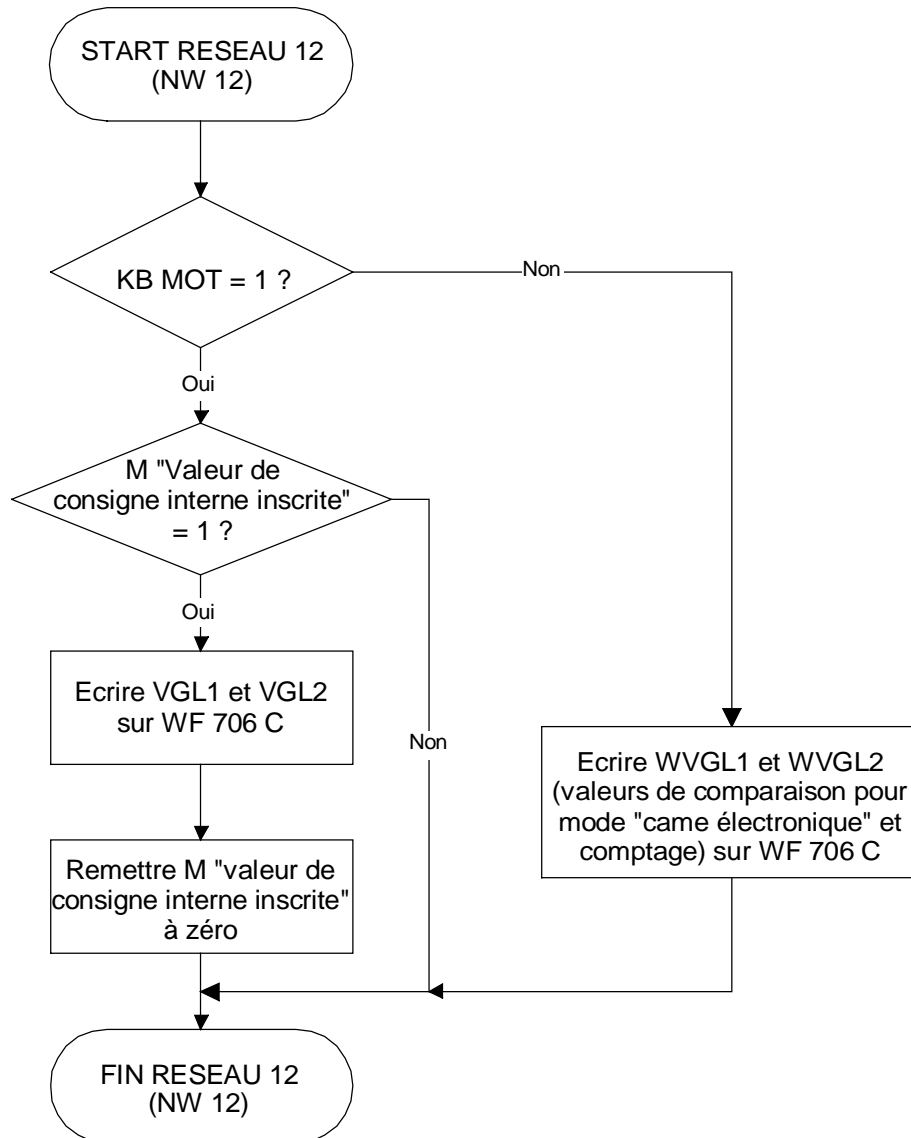 START RESEAU 12
(NW 12)
KB MOT = 1 ?
Non
Oui
M "Valeur de
consigne interne inscrite"
= 1 ?
Oui
Ecrire VGL1 et VGL2
sur WF 706 C
Non
Ecrire WVGL1 et WVGL2
(valeurs de comparaison pour
mode "came électronique" et
comptage) sur WF 706 C
Remettre M "valeur de
consigne interne inscrite"
à zéro
FIN RESEAU 12
(NW 12)